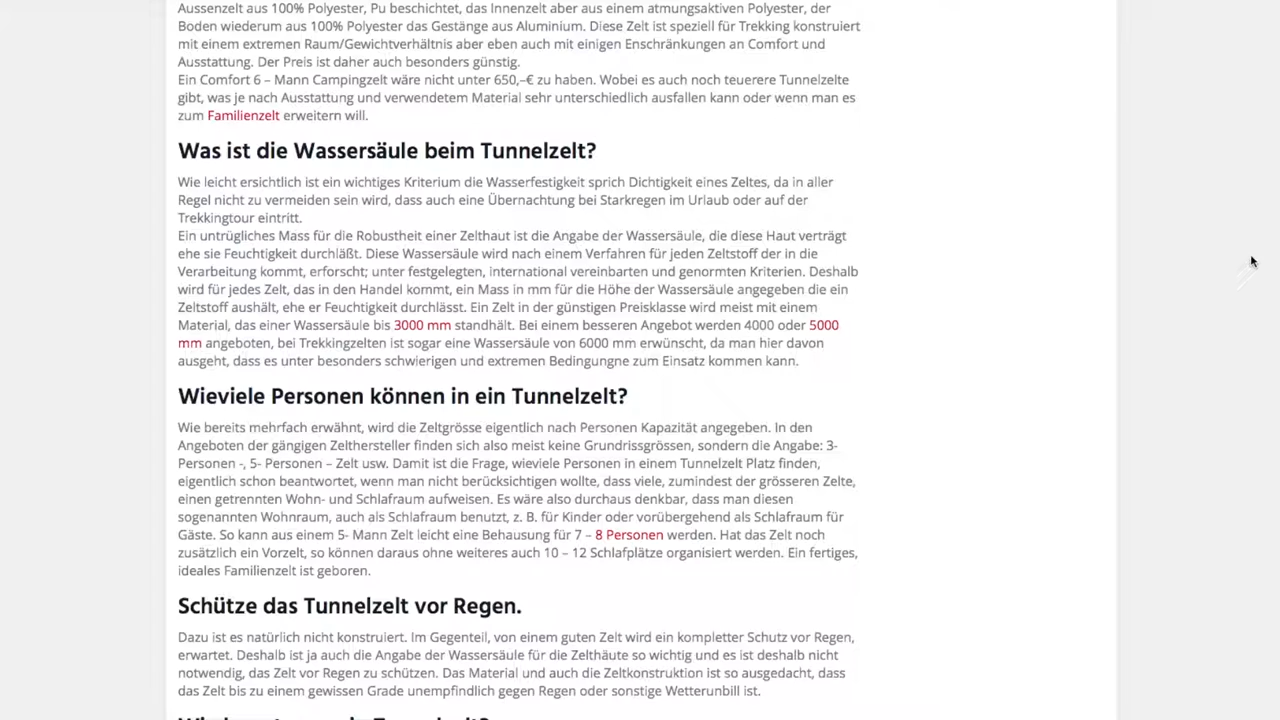 Aussenzelt aus 100% Polyester, Pu beschichtet, das Innenzelt aber aus einem atmungsaktiven Polyester, der
Boden wiederum aus 100% Polyester das Gestänge aus Aluminium. Diese Zelt ist speziell für Trekking konstruiert
mit einem extremen Raum/Gewichtverhältnis aber eben auch mit einigen Enschränkungen an Comfort und
Ausstattung. Der Preis ist daher auch besonders günstig.
Ein Comfort 6 – Mann Campingzelt wäre nicht unter 650,–€ zu haben. Wobei es auch noch teuerere Tunnelzelte
gibt, was je nach Ausstattung und verwendetem Material sehr unterschiedlich ausfallen kann oder wenn man es
zum Familienzelt erweitern will.
Was ist die Wassersäule beim Tunnelzelt?
Wie leicht ersichtlich ist ein wichtiges Kriterium die Wasserfestigkeit sprich Dichtigkeit eines Zeltes, da in aller
Regel nicht zu vermeiden sein wird, dass auch eine Übernachtung bei Starkregen im Urlaub oder auf der
Trekkingtour eintritt.
Ein untrügliches Mass für die Robustheit einer Zelthaut ist die Angabe der Wassersäule, die diese Haut verträgt
ehe sie Feuchtigkeit durchläßt. Diese Wassersäule wird nach einem Verfahren für jeden Zeltstoff der in die
Verarbeitung kommt, erforscht; unter festgelegten, international vereinbarten und genormten Kriterien. Deshalb
wird für jedes Zelt, das in den Handel kommt, ein Mass in mm für die Höhe der Wassersäule angegeben die ein
Zeltstoff aushält, ehe er Feuchtigkeit durchlässt. Ein Zelt in der günstigen Preisklasse wird meist mit einem
Material, das einer Wassersäule bis 3000 mm standhält. Bei einem besseren Angebot werden 4000 oder 5000
mm angeboten, bei Trekkingzelten ist sogar eine Wassersäule von 6000 mm erwünscht, da man hier davon
ausgeht, dass es unter besonders schwierigen und extremen Bedingungne zum Einsatz kommen kann.
Wieviele Personen können in ein Tunnelzelt?
Wie bereits mehrfach erwähnt, wird die Zeltgrösse eigentlich nach Personen Kapazität angegeben. In den
Angeboten der gängigen Zelthersteller finden sich also meist keine Grundrissgrössen, sondern die Angabe: 3-
Personen -, 5- Personen – Zelt usw. Damit ist die Frage, wieviele Personen in einem Tunnelzelt Platz finden,
eigentlich schon beantwortet, wenn man nicht berücksichtigen wollte, dass viele, zumindest der grösseren Zelte,
einen getrennten Wohn- und Schlafraum aufweisen. Es wäre also durchaus denkbar, dass man diesen
sogenannten Wohnraum, auch als Schlafraum benutzt, z. B. für Kinder oder vorübergehend als Schlafraum für
Gäste. So kann aus einem 5- Mann Zelt leicht eine Behausung für 7 – 8 Personen werden. Hat das Zelt noch
zusätzlich ein Vorzelt, so können daraus ohne weiteres auch 10 – 12 Schlafplätze organisiert werden. Ein fertiges,
ideales Familienzelt ist geboren.
Schütze das Tunnelzelt vor Regen.
Dazu ist es natürlich nicht konstruiert. Im Gegenteil, von einem guten Zelt wird ein kompletter Schutz vor Regen,
erwartet. Deshalb ist ja auch die Angabe der Wassersäule für die Zelthäute so wichtig und es ist deshalb nicht
notwendig, das Zelt vor Regen zu schützen. Das Material und auch die Zeltkonstruktion ist so ausgedacht, dass
das Zelt bis zu einem gewissen Grade unempfindlich gegen Regen oder sonstige Wetterunbill ist.